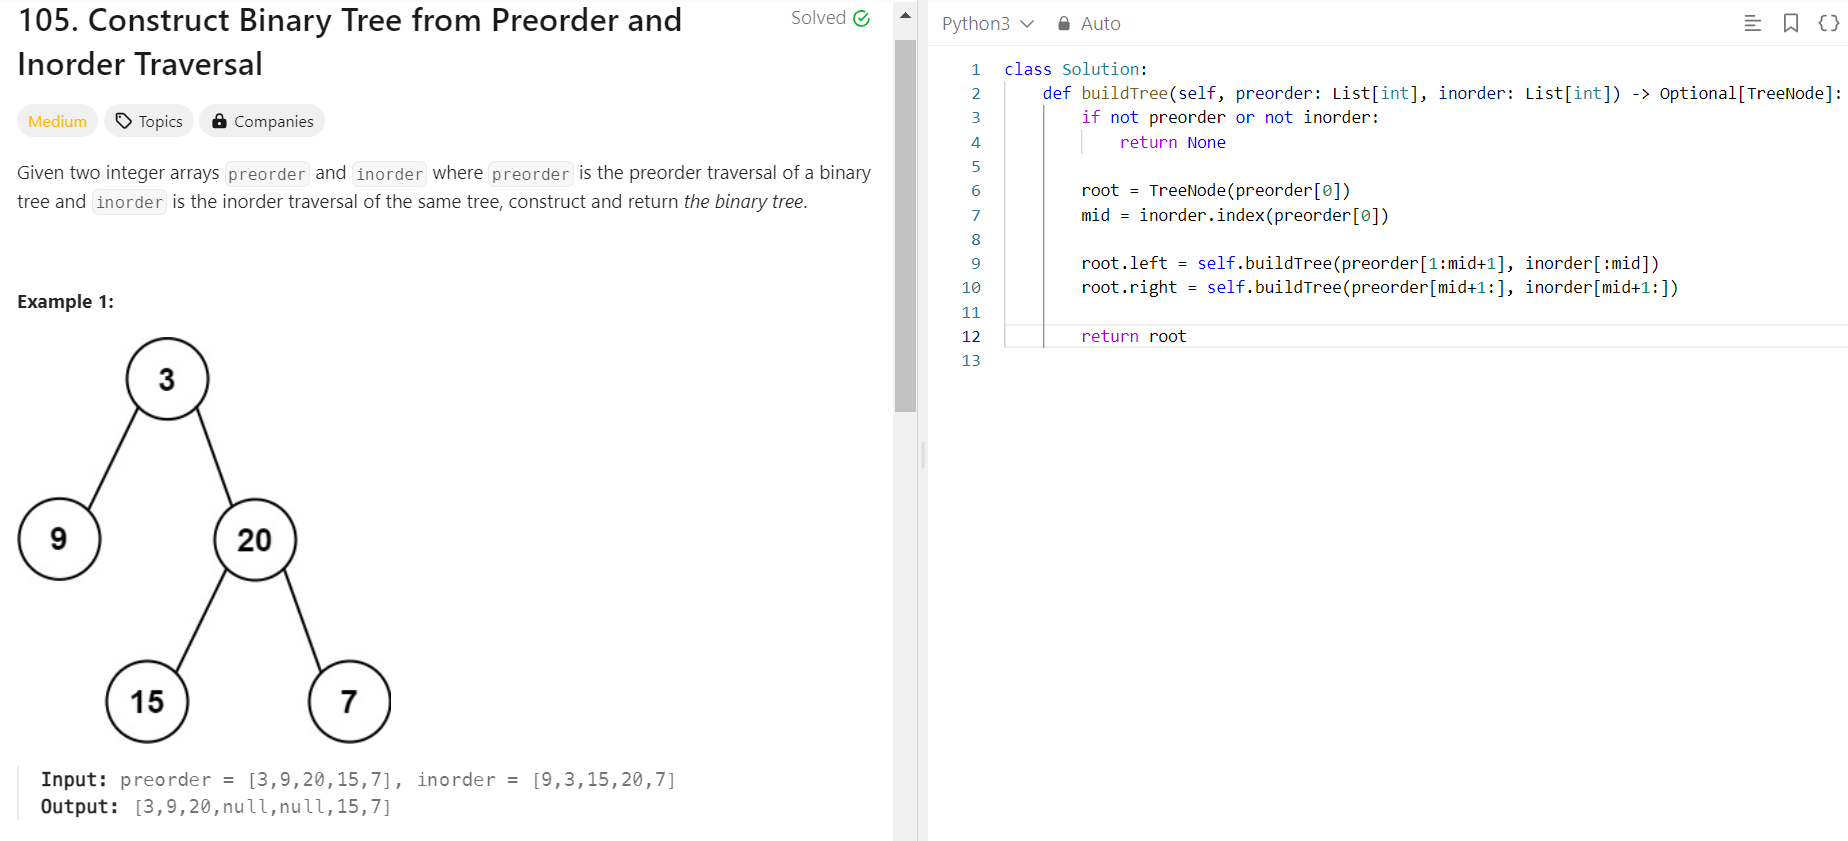 105. Construct Binary Tree from Preorder and
Inorder Traversal
Solved
Medium
Topics
Companies
Given two integer arrays preorder and inorder where preorder is the preorder traversal of a binary
tree and inorder is the inorder traversal of the same tree, construct and return the binary tree.
Example 1:
3
9
20
15
7
Input: preorder = [3,9,20,15,7], inorder = [9,3,15,20,7]
Output: [3,9,20,null,null,15,7]
Python3
Auto
1 class Solution:
2     def buildTree(self, preorder: List[int], inorder: List[int]) -> Optional[TreeNode]:
3         if not preorder or not inorder:
4             return None
5
6         root = TreeNode(preorder[0])
7         mid = inorder.index(preorder[0])
8
9         root.left = self.buildTree(preorder[1:mid+1], inorder[:mid])
10         root.right = self.buildTree(preorder[mid+1:], inorder[mid+1:])
11
12         return root
13